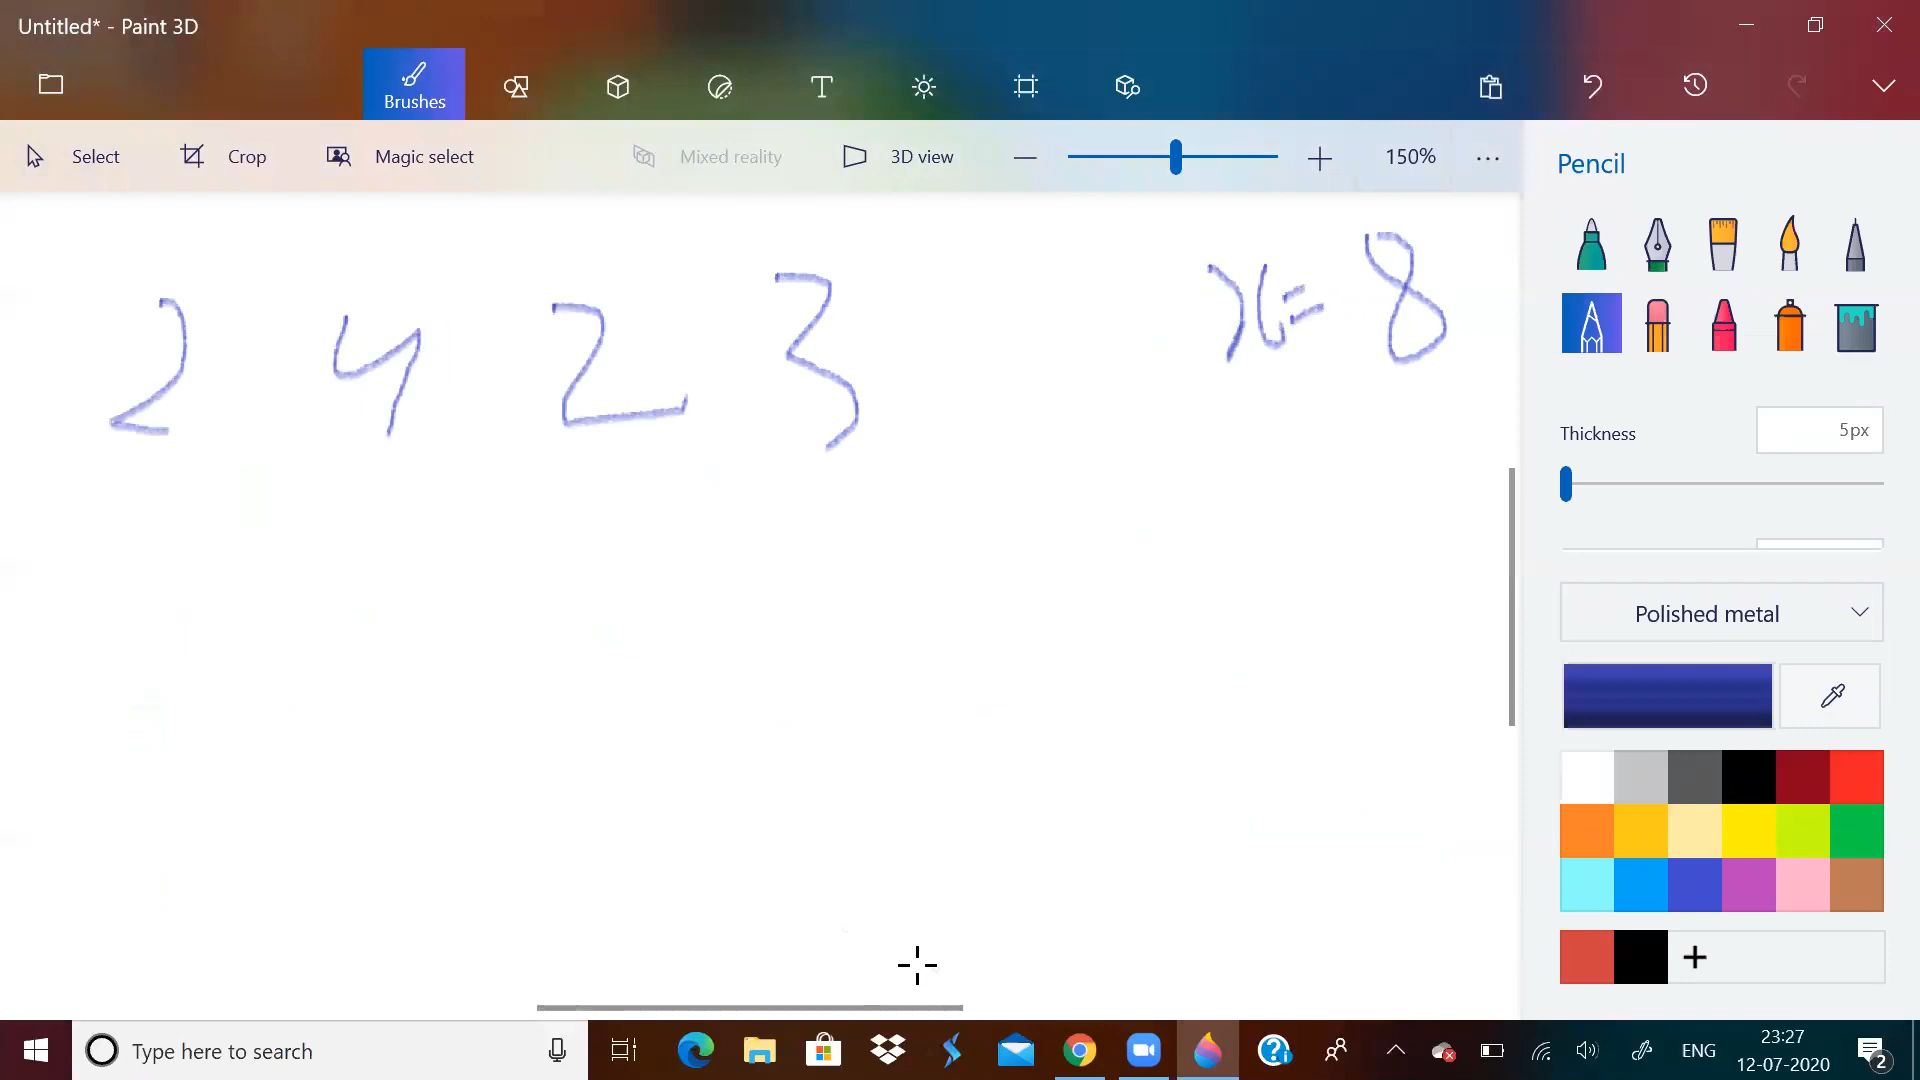 Untitled* - Paint 3D
Brushes
Select
Crop
Magic select
Mixed reality
3D view
150%
Pencil
2 4 2 3
x= 8
Thickness
5px
Polished metal
Type here to search
ENG
23:27
12-07-2020
2